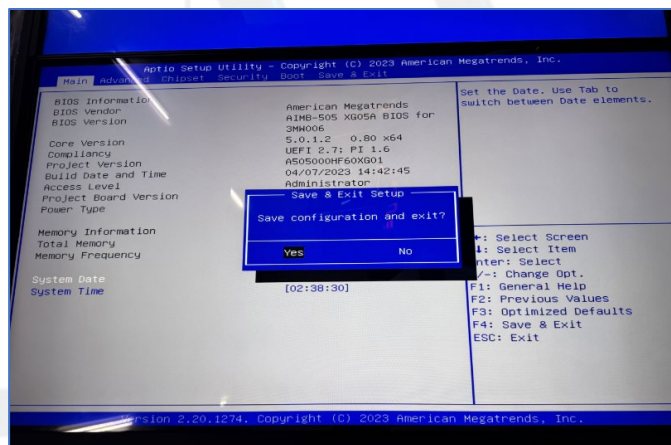 Aptio Setup Utility - Copyright (C) 2023 American Megatrends, Inc.
Main Advanced Chipset Security Boot Save & Exit
BIOS Information
BIOS Vendor American Megatrends
BIOS Version AIMB-505 XG05A BIOS for
3MW006
Core Version 5.0.1.2 0.80 x64
Compliancy UEFI 2.7; PI 1.6
Project Version A505000HF60XG01
Build Date and Time 04/07/2023 14:42:45
Access Level Administrator
Project Board Version
Power Type
Memory Information
Total Memory
Memory Frequency
System Date
System Time [02:38:30]
Save & Exit Setup
Save configuration and exit?
Yes No
Set the Date. Use Tab to
switch between Date elements.
: Select Screen
: Select Item
nter: Select
/-: Change Opt.
F1: General Help
F2: Previous Values
F3: Optimized Defaults
F4: Save & Exit
ESC: Exit
rsion 2.20.1274. Copyright (C) 2023 American Megatrends, Inc.